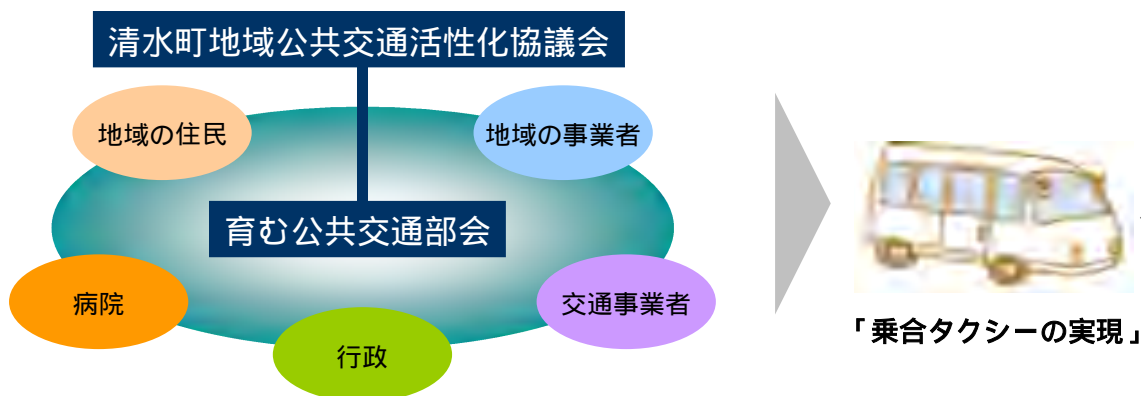 清水町地域公共交通活性化協議会
地域の住民
地域の事業者
育む公共交通部会
病院
交通事業者
行政
「乗合タクシーの実現」